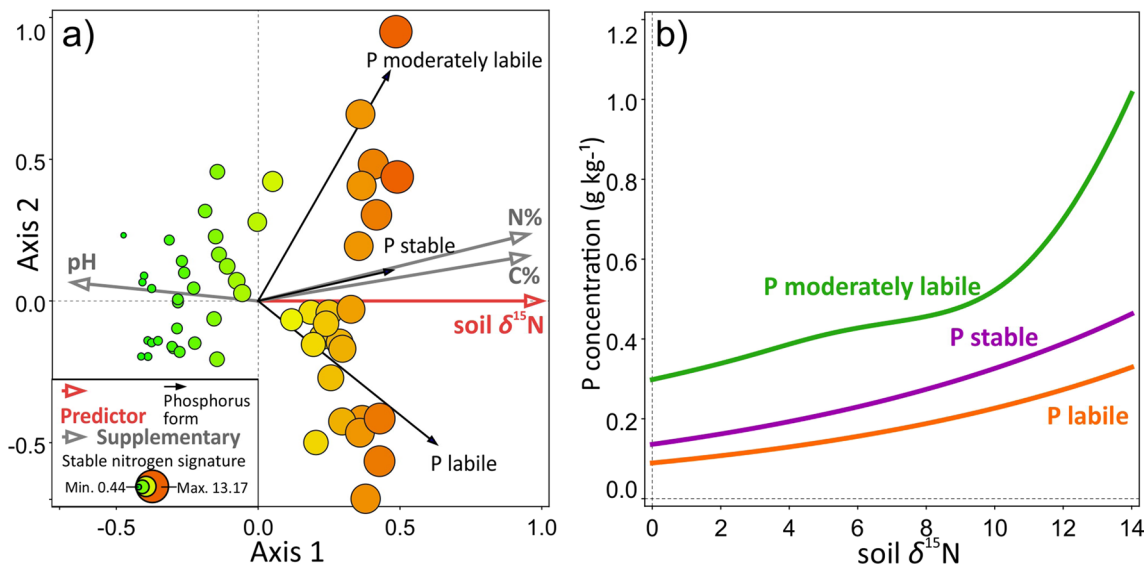 a)
1.0
0.5
0.0
-0.5
Axis 2
P moderately labile
N%
P stable
C%
pH
soil δ¹⁵N
P labile
Predictor
Phosphorus
form
Supplementary
Stable nitrogen signature
Min. 0.44
Max. 13.17
-0.5
0.0
0.5
1.0
Axis 1
b)
1.2
1.0
0.8
0.6
0.4
0.2
0.0
P concentration (g kg⁻¹)
P moderately labile
P stable
P labile
0 2 4 6 8 10 12 14
soil δ¹⁵N